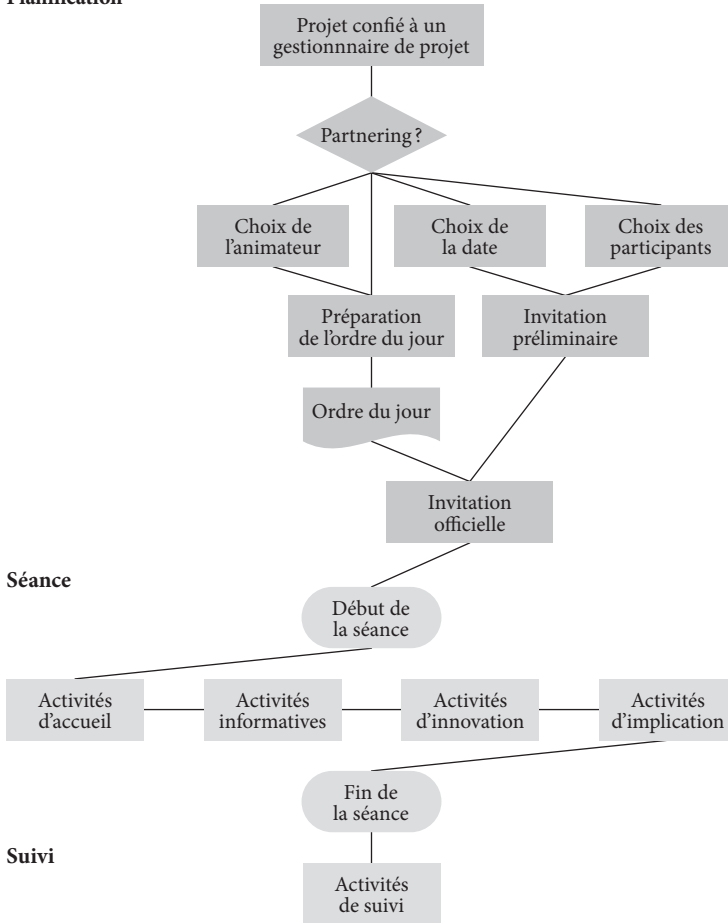 Planification
Projet confié à un
gestionnnaire de projet
Partnering ?
Choix de
l'animateur
Choix de
la date
Choix des
participants
Préparation
de l'ordre du jour
Invitation
préliminaire
Ordre du jour
Invitation
officielle
Séance
Début de
la séance
Activités
d'accueil
Activités
informatives
Activités
d'innovation
Activités
d'implication
Fin de
la séance
Suivi
Activités
de suivi